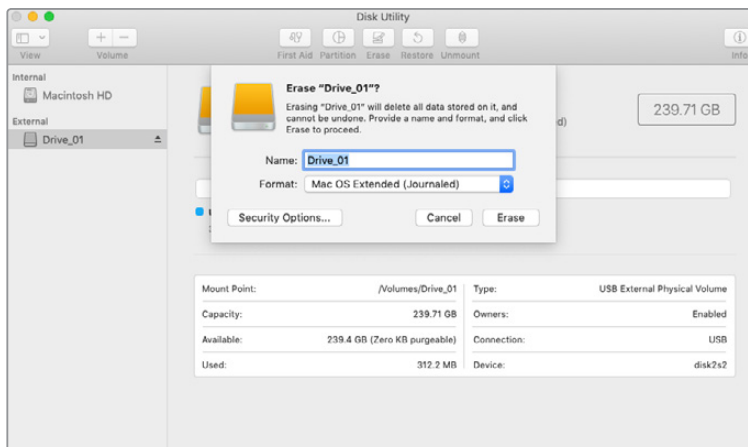 Disk Utility
View
Volume
First Aid
Partition
Erase
Restore
Unmount
Info
Internal
Macintosh HD
External
Drive_01
Erase “Drive_01”?
Erasing “Drive_01” will delete all data stored on it, and
cannot be undone. Provide a name and format, and click
Erase to proceed.
d)
239.71 GB
Name: Drive_01
Format: Mac OS Extended (Journaled)
Security Options...
Cancel
Erase
Mount Point: /Volumes/Drive_01
Type: USB External Physical Volume
Capacity: 239.71 GB
Owners: Enabled
Available: 239.4 GB (Zero KB purgeable)
Connection: USB
Used: 312.2 MB
Device: disk2s2